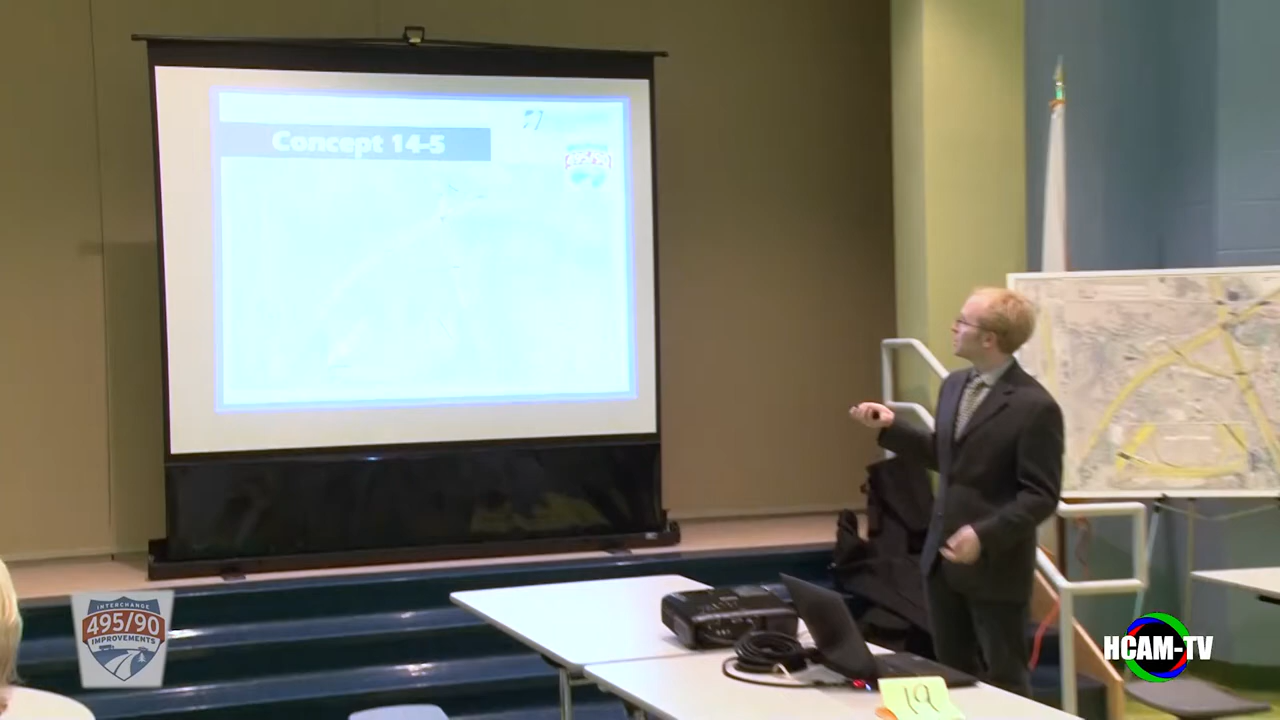 Concept 14-5
INTERCHANGE
495/90
IMPROVEMENTS
HCAM-TV
19